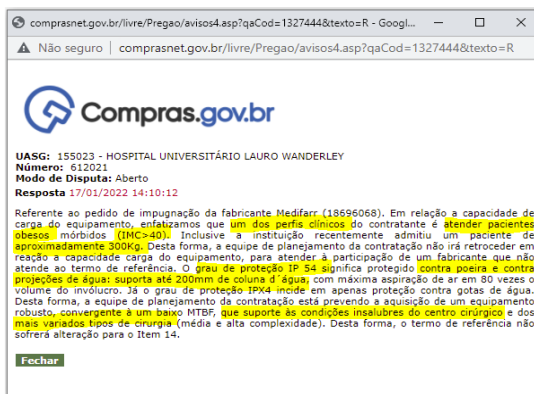 comprasnet.gov.br/livre/Pregao/avisos4.asp?qaCod=1327444&texto=R - Googl...
Não seguro | comprasnet.gov.br/livre/Pregao/avisos4.asp?qaCod=1327444&texto=R
Compras.gov.br
UASG: 155023 - HOSPITAL UNIVERSITÁRIO LAURO WANDERLEY
Número: 612021
Modo de Disputa: Aberto
Resposta 17/01/2022 14:10:12
Referente ao pedido de impugnação da fabricante Medifarr (18696068). Em relação a capacidade de
carga do equipamento, enfatizamos que um dos perfis clínicos do contratante é atender pacientes
obesos mórbidos (IMC>40). Inclusive a instituição recentemente admitiu um paciente de
aproximadamente 300Kg. Desta forma, a equipe de planejamento da contratação não irá retroceder em
reação a capacidade carga do equipamento, para atender à participação de um fabricante que não
atende ao termo de referência. O grau de proteção IP 54 significa protegido contra poeira e contra
projeções de água: suporta até 200mm de coluna d´água, com máxima aspiração de ar em 80 vezes o
volume do invólucro. Já o grau de proteção IPX4 incide em apenas proteção contra gotas de água.
Desta forma, a equipe de planejamento da contratação está prevendo a aquisição de um equipamento
robusto, convergente à um baixo MTBF, que suporte às condições insalubres do centro cirúrgico e dos
mais variados tipos de cirurgia (média e alta complexidade). Desta forma, o termo de referência não
sofrerá alteração para o Item 14.
Fechar